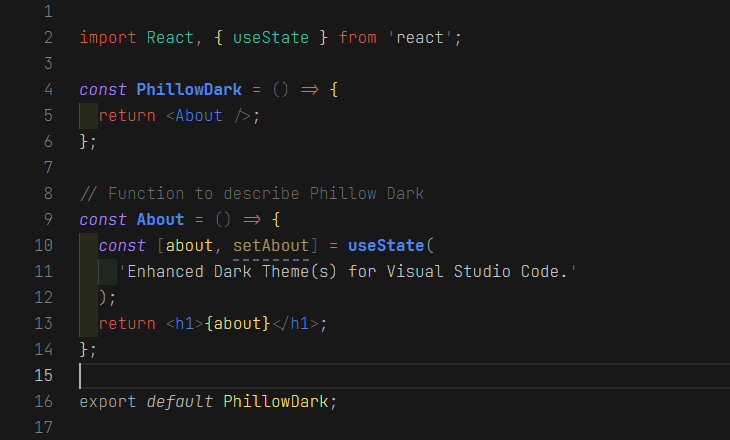 1
2 import React, { useState } from 'react';
3
4 const PhillowDark = () => {
5 return <About />;
6 };
7
8 // Function to describe Phillow Dark
9 const About = () => {
10 const [about, setAbout] = useState(
11 'Enhanced Dark Theme(s) for Visual Studio Code.'
12 );
13 return <h1>{about}</h1>;
14 };
15
16 export default PhillowDark;
17